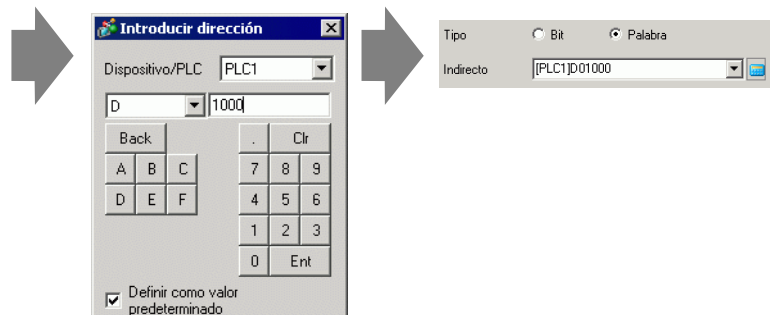 Introducir dirección
Dispositivo/PLC PLC1
D 1000
Back . Clr
A B C 7 8 9
D E F 4 5 6
1 2 3
0 Ent
Definir como valor
predeterminado
Tipo Bit Palabra
Indirecto [PLC1]D01000